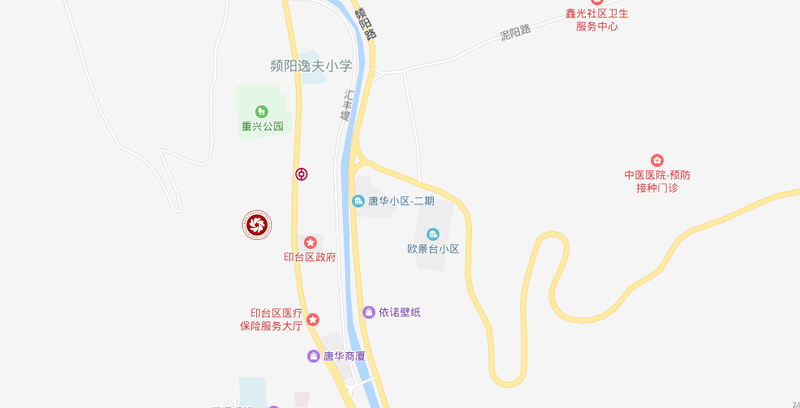 鑫光社区卫生
服务中心
频阳路
泥阳路
频阳逸夫小学
汇丰堤
重兴公园
中医医院-预防
接种门诊
唐华小区-二期
欧景台小区
印台区政府
印台区医疗
保险服务大厅
依诺壁纸
唐华商厦